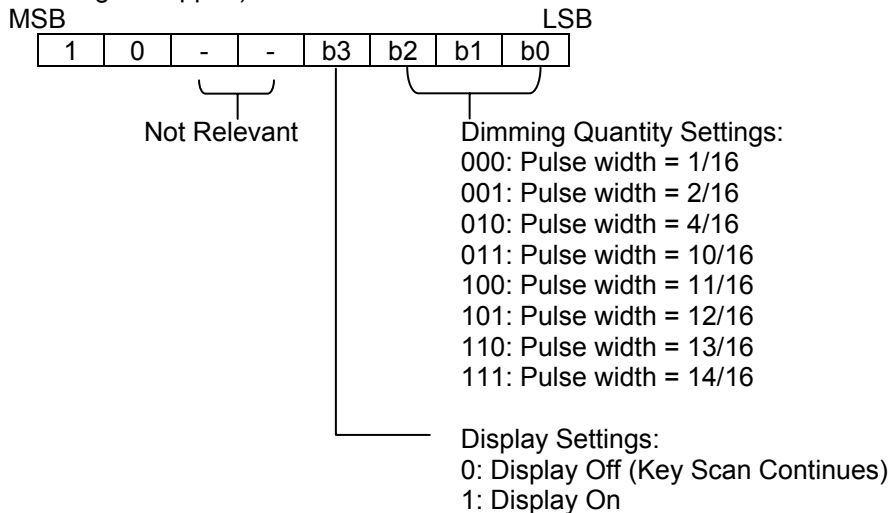 MSB LSB
1 0 - - b3 b2 b1 b0
Not Relevant
Dimming Quantity Settings:
000: Pulse width = 1/16
001: Pulse width = 2/16
010: Pulse width = 4/16
011: Pulse width = 10/16
100: Pulse width = 11/16
101: Pulse width = 12/16
110: Pulse width = 13/16
111: Pulse width = 14/16
Display Settings:
0: Display Off (Key Scan Continues)
1: Display On